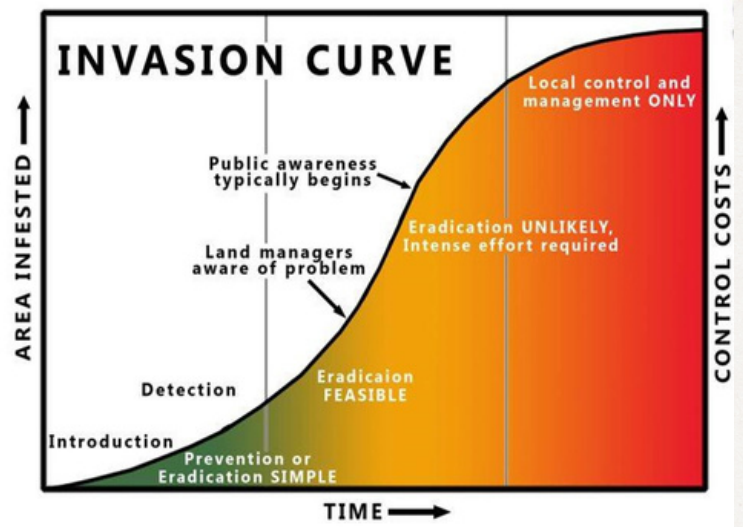 INVASION CURVE
Local control and
management ONLY
AREA INFESTED
CONTROL COSTS
Public awareness
typically begins
Eradication UNLIKELY,
Intense effort required
Land managers
aware of problem
Eradicaion
FEASIBLE
Detection
Introduction
Prevention or
Eradication SIMPLE
TIME